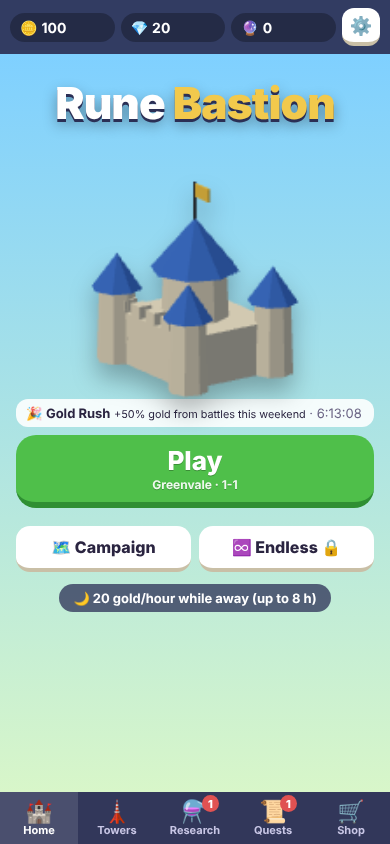 🪙 100
💎 20
🔮 0
⚙️
Rune Bastion
🎉 Gold Rush +50% gold from battles this weekend · 6:13:08
Play
Greenvale · 1-1
🗺️ Campaign
♾️ Endless 🔒
🌙 20 gold/hour while away (up to 8 h)
1
1
Home
Towers
Research
Quests
Shop